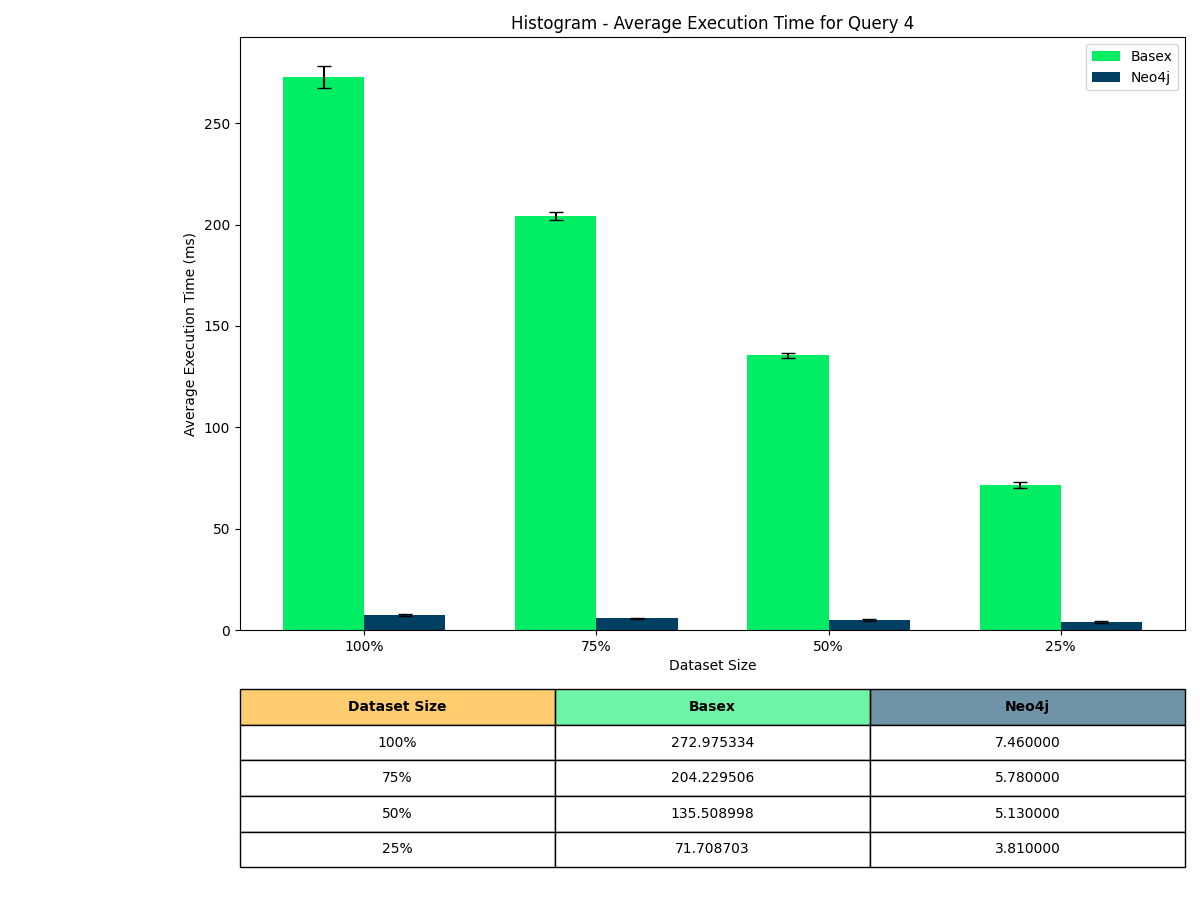 Histogram - Average Execution Time for Query 4
Basex
Neo4j
Average Execution Time (ms)
250
200
150
100
50
0
100% 75% 50% 25%
Dataset Size
Dataset Size Basex Neo4j
100% 272.975334 7.460000
75% 204.229506 5.780000
50% 135.508998 5.130000
25% 71.708703 3.810000